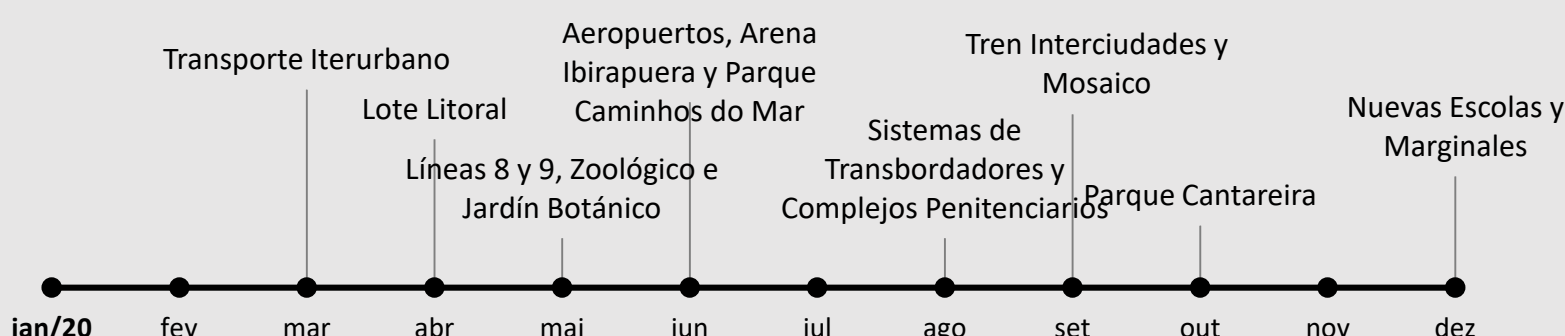 Transporte Iterurbano
Lote Litoral
Líneas 8 y 9, Zoológico e
Jardín Botánico
Aeropuertos, Arena
Ibirapuera y Parque
Caminhos do Mar
Sistemas de
Transbordadores y
Complejos Penitenciarios
Tren Interciudades y
Mosaico
Parque Cantareira
Nuevas Escolas y
Marginales
jan/20
fev
mar
abr
mai
jun
jul
ago
set
out
nov
dez